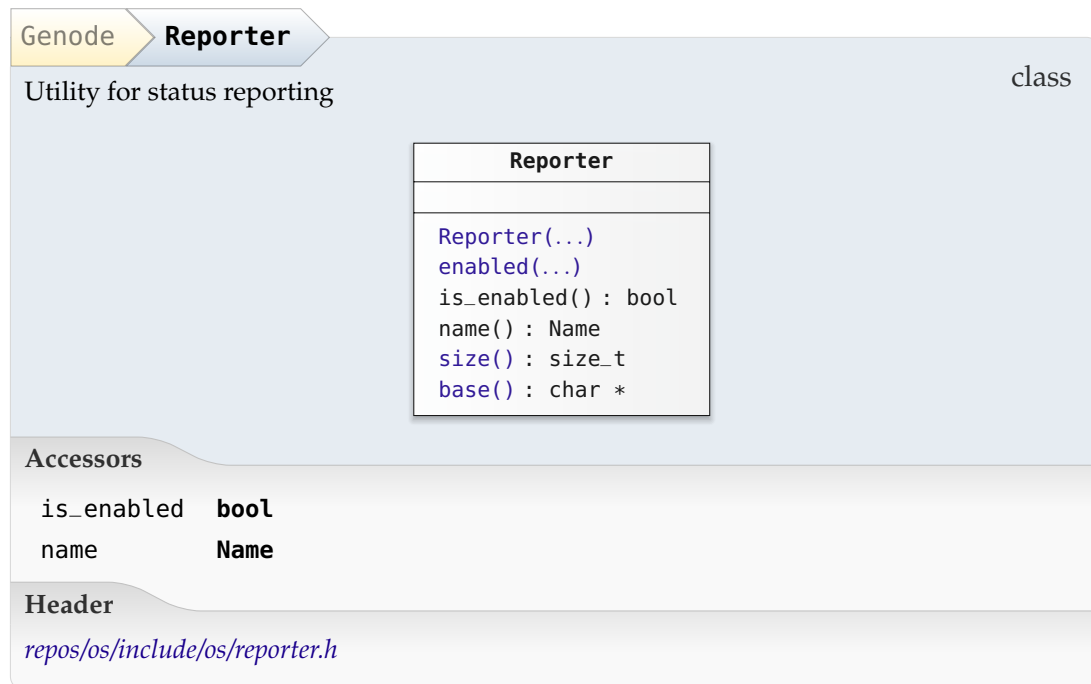 Genode Reporter
class
Utility for status reporting
Reporter
Reporter(...)
enabled(...)
is_enabled() : bool
name() : Name
size() : size_t
base() : char *
Accessors
is_enabled bool
name Name
Header
repos/os/include/os/reporter.h